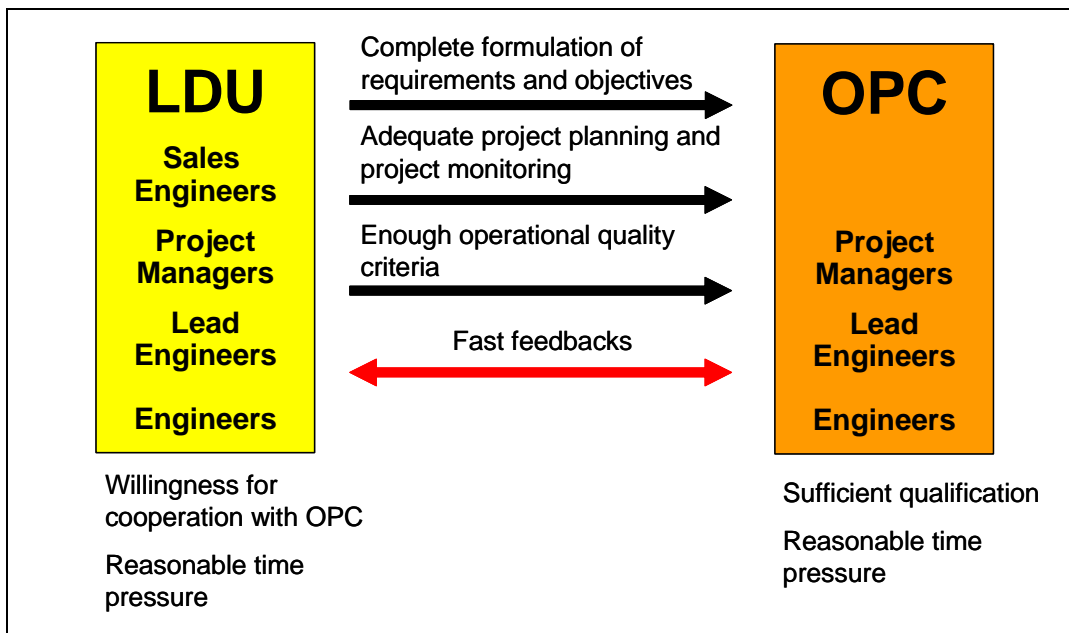 LDU
Sales
Engineers
Project
Managers
Lead
Engineers
Engineers
Willingness for
cooperation with OPC
Reasonable time
pressure
Complete formulation of
requirements and objectives
Adequate project planning and
project monitoring
Enough operational quality
criteria
Fast feedbacks
OPC
Project
Managers
Lead
Engineers
Engineers
Sufficient qualification
Reasonable time
pressure